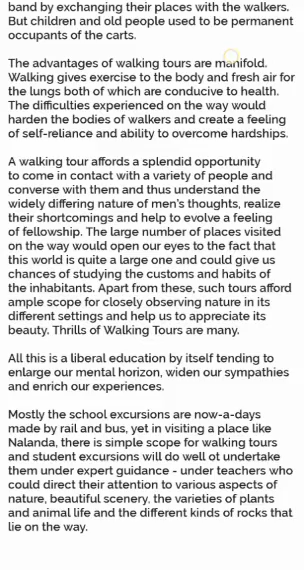 band by exchanging their places with the walkers.
But children and old people used to be permanent
occupants of the carts.
The advantages of walking tours are manifold.
Walking gives exercise to the body and fresh air for
the lungs both of which are conducive to health.
The difficulties experienced on the way would
harden the bodies of walkers and create a feeling
of self-reliance and ability to overcome hardships.
A walking tour affords a splendid opportunity
to come in contact with a variety of people and
converse with them and thus understand the
widely differing nature of men's thoughts, realize
their shortcomings and help to evolve a feeling
of fellowship. The large number of places visited
on the way would open our eyes to the fact that
this world is quite a large one and could give us
chances of studying the customs and habits of
the inhabitants. Apart from these, such tours afford
ample scope for closely observing nature in its
different settings and help us to appreciate its
beauty. Thrills of Walking Tours are many.
All this is a liberal education by itself tending to
enlarge our mental horizon, widen our sympathies
and enrich our experiences.
Mostly the school excursions are now-a-days
made by rail and bus, yet in visiting a place like
Nalanda, there is simple scope for walking tours
and student excursions will do well ot undertake
them under expert guidance - under teachers who
could direct their attention to various aspects of
nature, beautiful scenery, the varieties of plants
and animal life and the different kinds of rocks that
lie on the way.